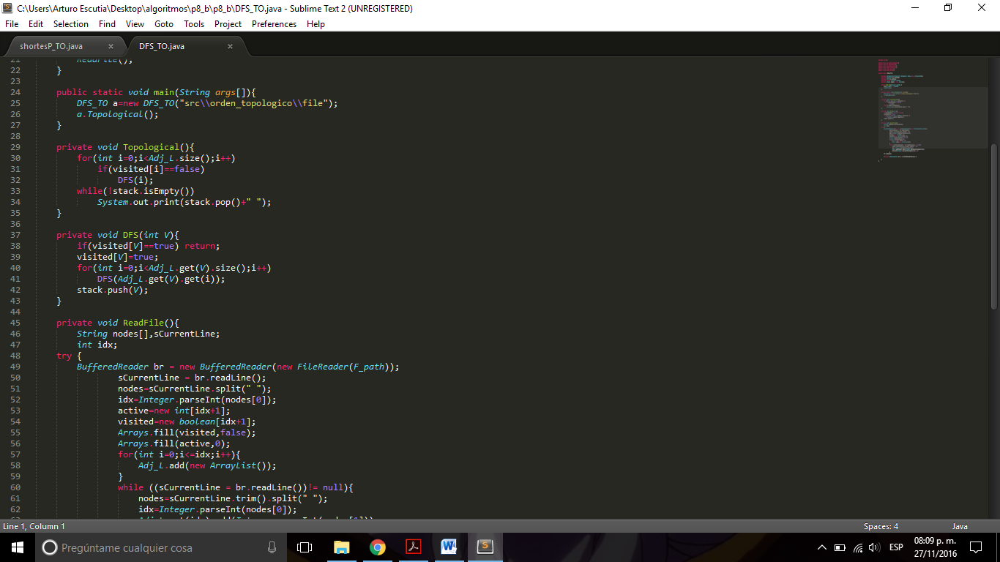 C:\Users\Arturo Escutia\Desktop\algoritmos\p8_b\p8_b\DFS_TO.java - Sublime Text 2 (UNREGISTERED)
File Edit Selection Find View Goto Tools Project Preferences Help
shortesP_TO.java × DFS_TO.java ×
21 ReadFile();
22 }
23
24 public static void main(String args[]){
25 DFS_TO a=new DFS_TO("src\\orden_topologico\\file");
26 a.Topological();
27 }
28
29 private void Topological(){
30 for(int i=0;i<Adj_L.size();i++)
31 if(visited[i]==false)
32 DFS(i);
33 while(!stack.isEmpty())
34 System.out.print(stack.pop()+" ");
35 }
36
37 private void DFS(int V){
38 if(visited[V]==true) return;
39 visited[V]=true;
40 for(int i=0;i<Adj_L.get(V).size();i++)
41 DFS(Adj_L.get(V).get(i));
42 stack.push(V);
43 }
44
45 private void ReadFile(){
46 String nodes[],sCurrentLine;
47 int idx;
48 try {
49 BufferedReader br = new BufferedReader(new FileReader(F_path));
50 sCurrentLine = br.readLine();
51 nodes=sCurrentLine.split(" ");
52 idx=Integer.parseInt(nodes[0]);
53 active=new int[idx+1];
54 visited=new boolean[idx+1];
55 Arrays.fill(visited,false);
56 Arrays.fill(active,0);
57 for(int i=0;i<=idx;i++){
58 Adj_L.add(new ArrayList());
59 }
60 while ((sCurrentLine = br.readLine())!= null){
61 nodes=sCurrentLine.trim().split(" ");
62 idx=Integer.parseInt(nodes[0]);
Line 1, Column 1 Spaces: 4 Java
Pregúntame cualquier cosa
ESP
08:09 p. m.
27/11/2016